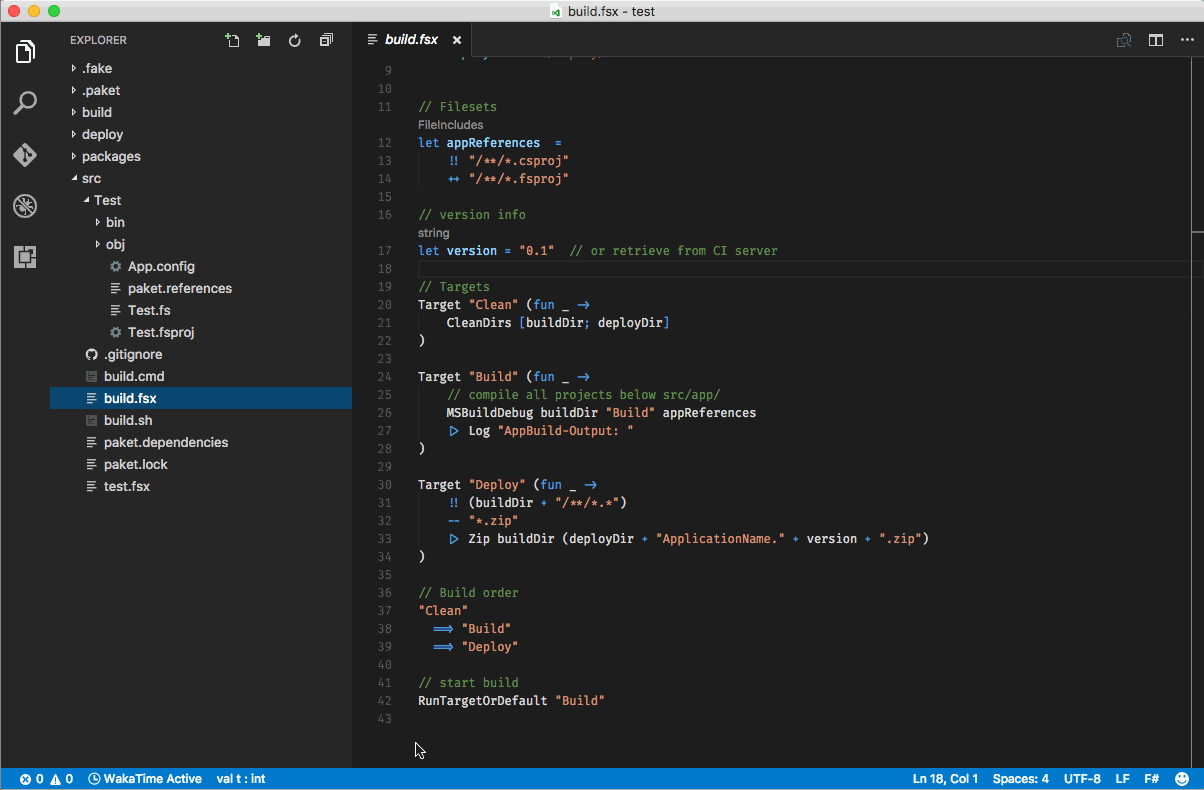 build.fsx - test
EXPLORER
.fake
.paket
build
deploy
packages
src
Test
bin
obj
App.config
paket.references
Test.fs
Test.fsproj
.gitignore
build.cmd
build.fsx
build.sh
paket.dependencies
paket.lock
test.fsx
build.fsx
9
10
11 // Filesets
FileIncludes
12 let appReferences =
13 !! "/**/*.csproj"
14 ++ "/**/*.fsproj"
15
16 // version info
string
17 let version = "0.1" // or retrieve from CI server
18
19 // Targets
20 Target "Clean" (fun _ ->
21 CleanDirs [buildDir; deployDir]
22 )
23
24 Target "Build" (fun _ ->
25 // compile all projects below src/app/
26 MSBuildDebug buildDir "Build" appReferences
27 |> Log "AppBuild-Output: "
28 )
29
30 Target "Deploy" (fun _ ->
31 !! (buildDir + "/**/*.*")
32 -- "*.zip"
33 |> Zip buildDir (deployDir + "ApplicationName." + version + ".zip")
34 )
35
36 // Build order
37 "Clean"
38 ==> "Build"
39 ==> "Deploy"
40
41 // start build
42 RunTargetOrDefault "Build"
43
0 0 WakaTime Active val t : int Ln 18, Col 1 Spaces: 4 UTF-8 LF F#